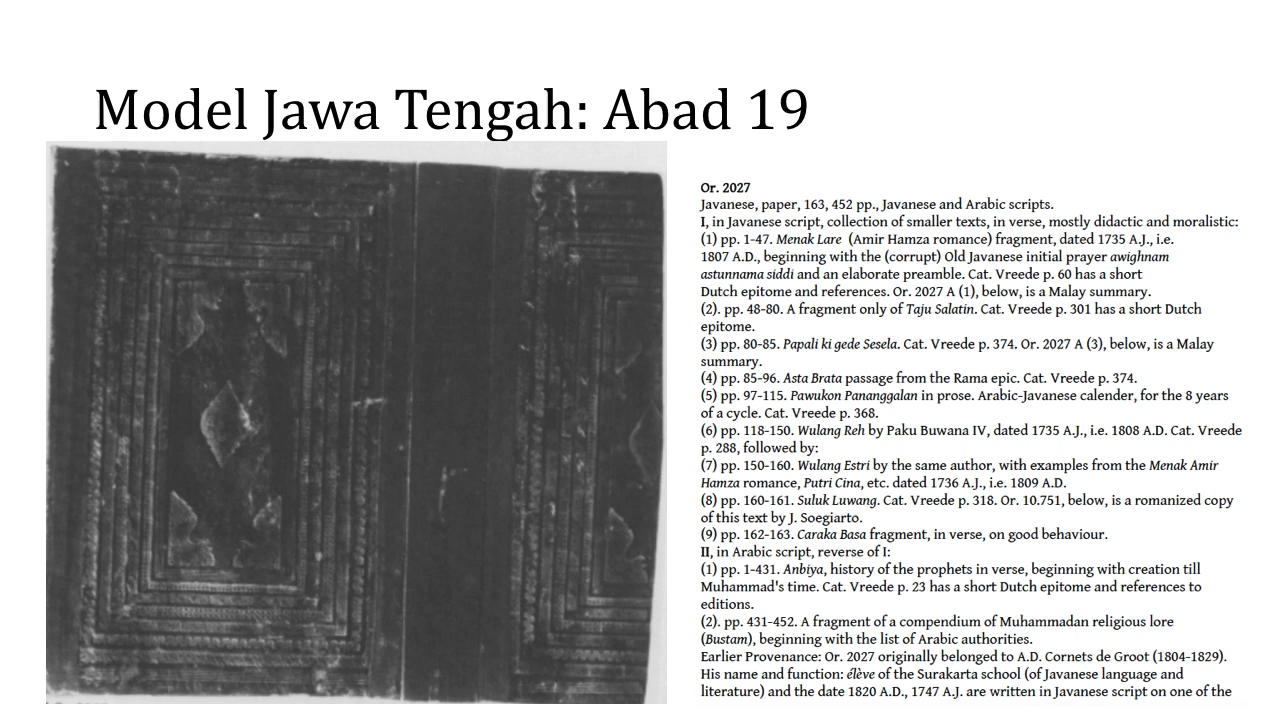 Model Jawa Tengah: Abad 19
Or. 2027
Javanese, paper, 163, 452 pp., Javanese and Arabic scripts.
I, in Javanese script, collection of smaller texts, in verse, mostly didactic and moralistic:
(1) pp. 1-47. Menak Lare (Amir Hamza romance) fragment, dated 1735 A.J., i.e.
1807 A.D., beginning with the (corrupt) Old Javanese initial prayer awighnam
astunnama siddi and an elaborate preamble. Cat. Vreede p. 60 has a short
Dutch epitome and references. Or. 2027 A (1), below, is a Malay summary.
(2). pp. 48-80. A fragment only of Taju Salatin. Cat. Vreede p. 301 has a short Dutch
epitome.
(3) pp. 80-85. Papali ki gede Sesela. Cat. Vreede p. 374. Or. 2027 A (3), below, is a Malay
summary.
(4) pp. 85-96. Asta Brata passage from the Rama epic. Cat. Vreede p. 374.
(5) pp. 97-115. Pawukon Pananggalan in prose. Arabic-Javanese calender, for the 8 years
of a cycle. Cat. Vreede p. 368.
(6) pp. 118-150. Wulang Reh by Paku Buwana IV, dated 1735 A.J., i.e. 1808 A.D. Cat. Vreede
p. 288, followed by:
(7) pp. 150-160. Wulang Estri by the same author, with examples from the Menak Amir
Hamza romance, Putri Cina, etc. dated 1736 A.J., i.e. 1809 A.D.
(8) pp. 160-161. Suluk Luwang. Cat. Vreede p. 318. Or. 10.751, below, is a romanized copy
of this text by J. Soegiarto.
(9) pp. 162-163. Caraka Basa fragment, in verse, on good behaviour.
II, in Arabic script, reverse of I:
(1) pp. 1-431. Anbiya, history of the prophets in verse, beginning with creation till
Muhammad's time. Cat. Vreede p. 23 has a short Dutch epitome and references to
editions.
(2). pp. 431-452. A fragment of a compendium of Muhammadan religious lore
(Bustam), beginning with the list of Arabic authorities.
Earlier Provenance: Or. 2027 originally belonged to A.D. Cornets de Groot (1804-1829).
His name and function: élève of the Surakarta school (of Javanese language and
literature) and the date 1820 A.D., 1747 A.J. are written in Javanese script on one of the